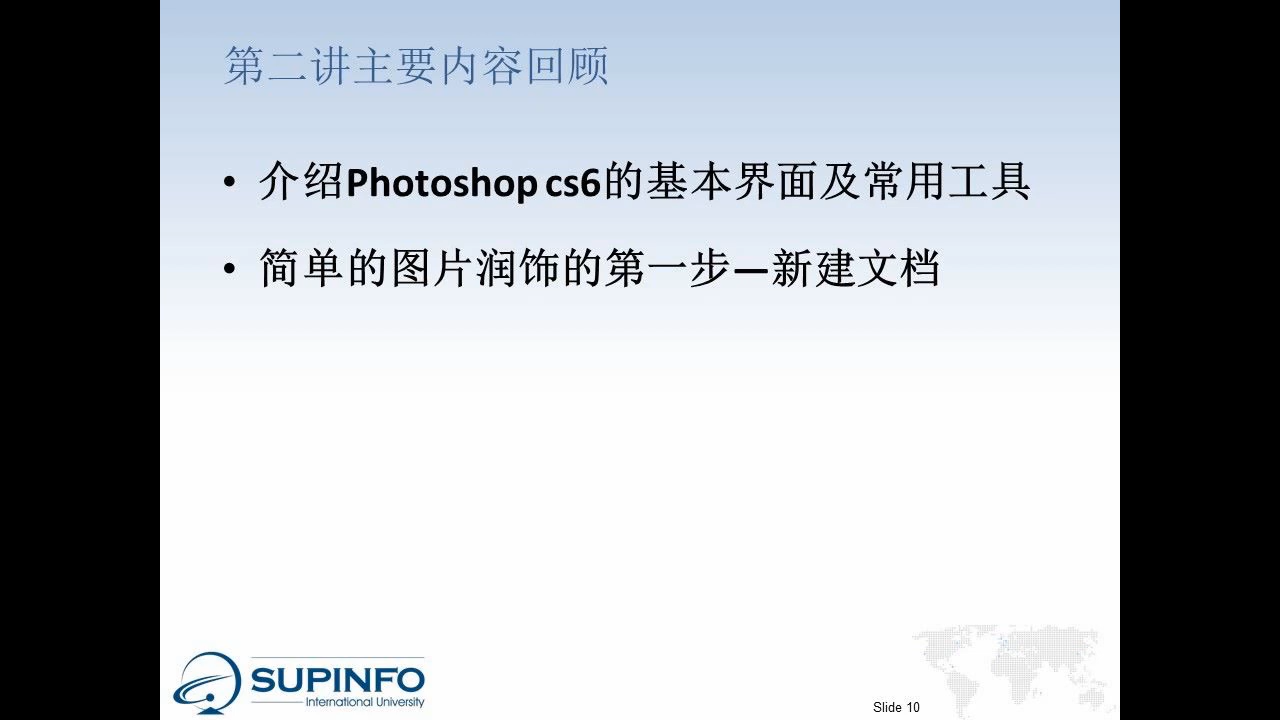 第二讲主要内容回顾
• 介绍Photoshop cs6的基本界面及常用工具
• 简单的图片润饰的第一步—新建文档
SUPINFO
International University
Slide 10